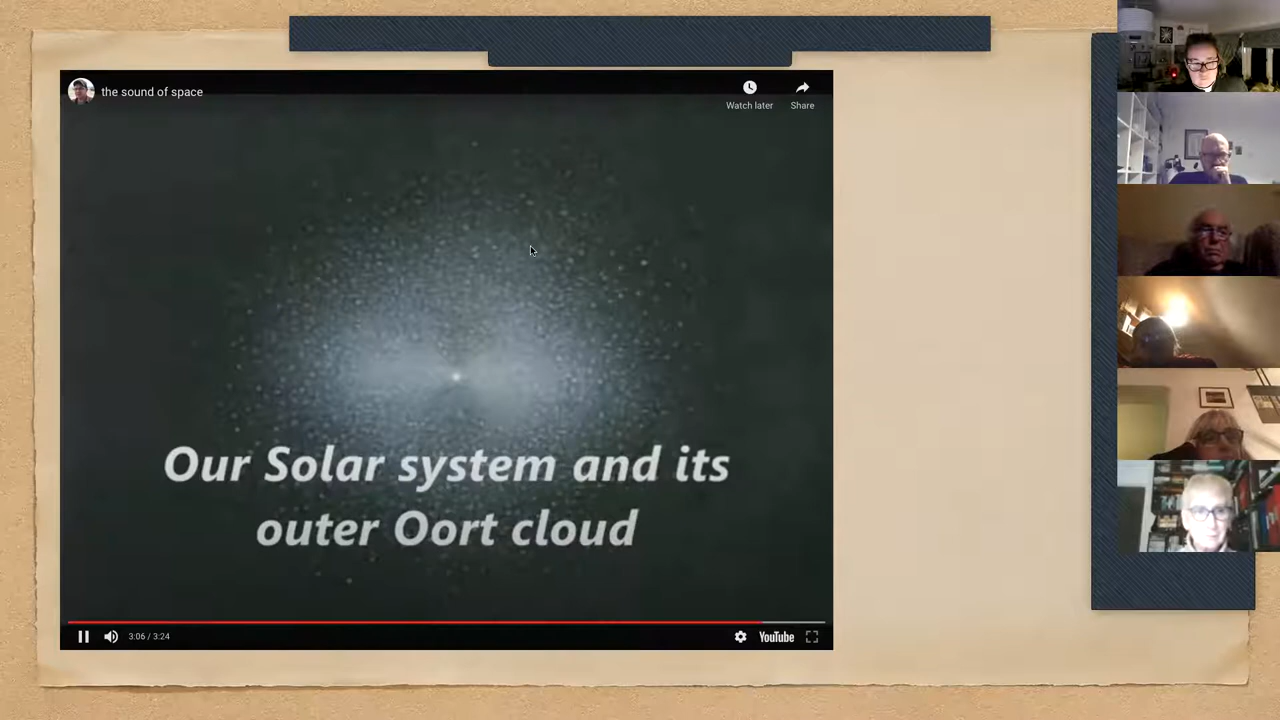 the sound of space
Watch later
Share
Our Solar system and its
outer Oort cloud
3:06 / 3:24
YouTube